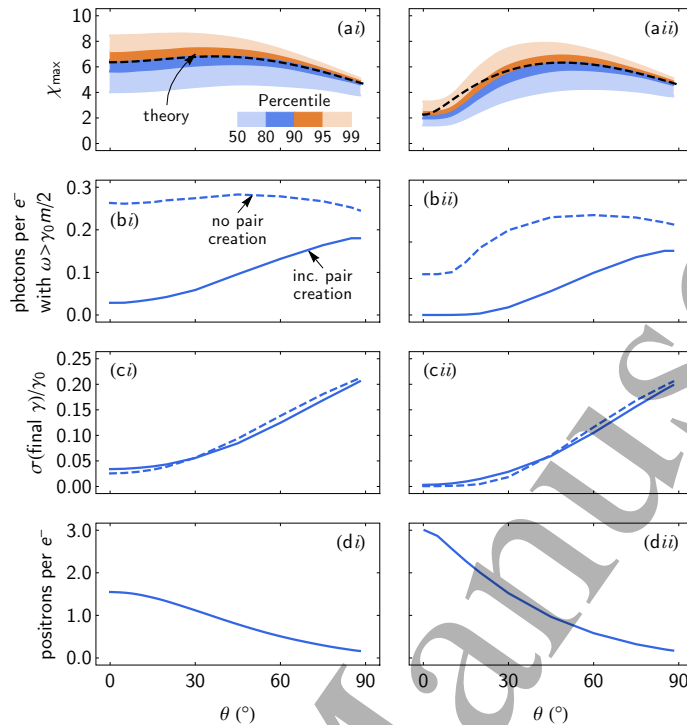 10
8
6
4
2
0
χmax
(ai)
theory
Percentile
50 80 90 95 99
(aii)
0.3
0.2
0.1
0.0
photons per e−
with ω>γ0m/2
(bi)
no pair
creation
inc. pair
creation
(bii)
0.25
0.20
0.15
0.10
0.05
0.00
σ(final γ)/γ0
(ci)
(cii)
3.0
2.0
1.0
0.0
positrons per e−
(di)
(dii)
0 30 60 90
0 30 60 90
θ (°)
θ (°)